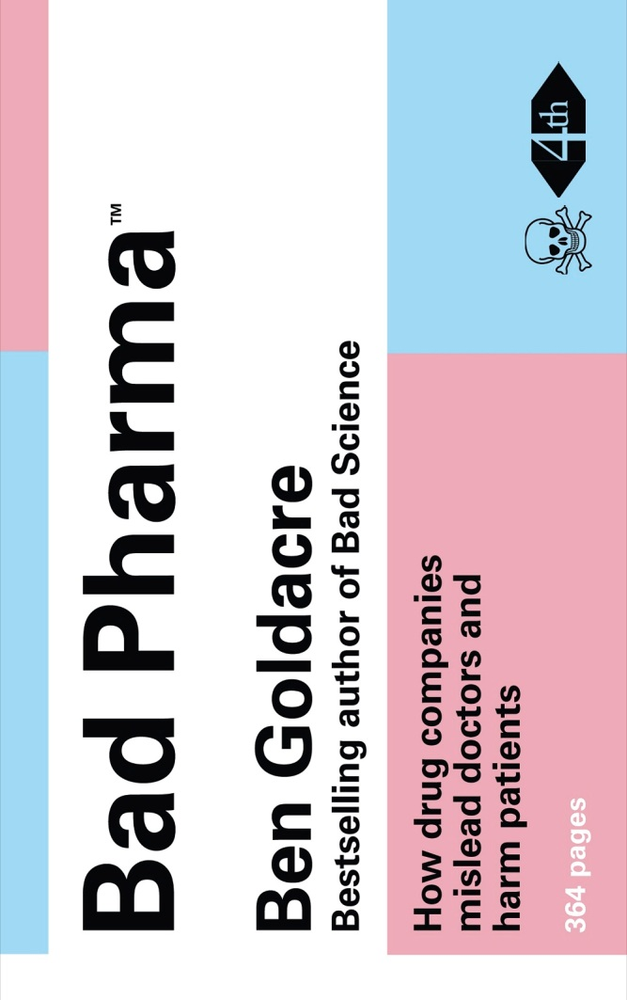 Bad Pharma™
Ben Goldacre
Bestselling author of Bad Science
How drug companies
mislead doctors and
harm patients
364 pages
4th